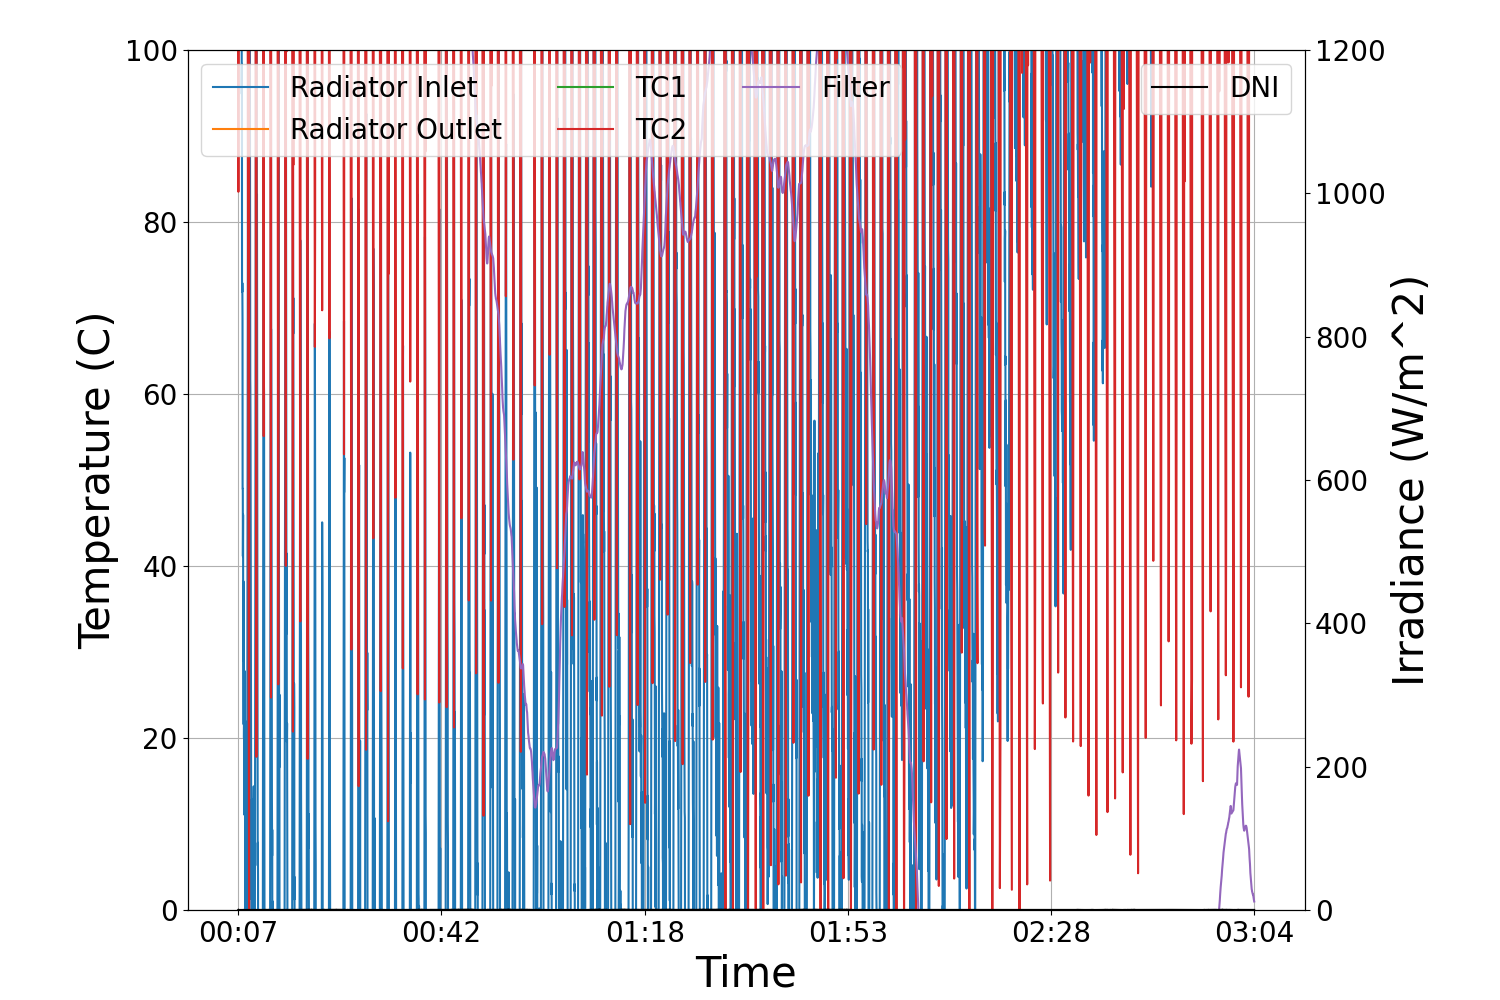 100
80
60
40
20
0
Temperature (C)
Radiator Inlet
Radiator Outlet
TC1
TC2
Filter
DNI
1200
1000
800
600
400
200
0
Irradiance (W/m^2)
00:07
00:42
01:18
01:53
02:28
03:04
Time